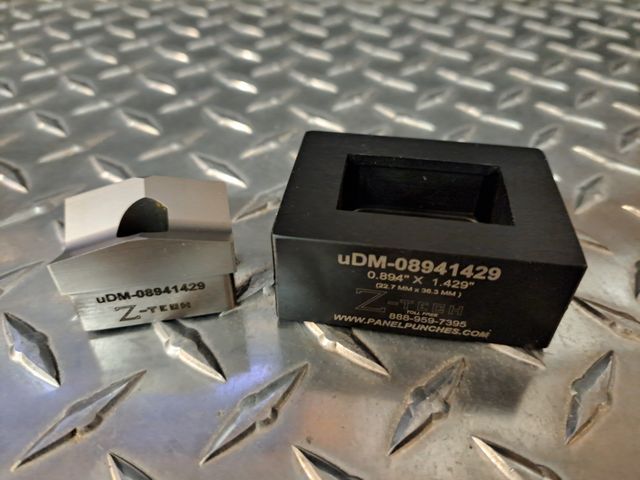 uDM-08941429
Z-TECH
uDM-08941429
0.894" X 1.429"
(22.7 MM x 36.3 MM)
Z-TECH
TOLL FREE
888-959-7395
WWW.PANELPUNCHES.COM